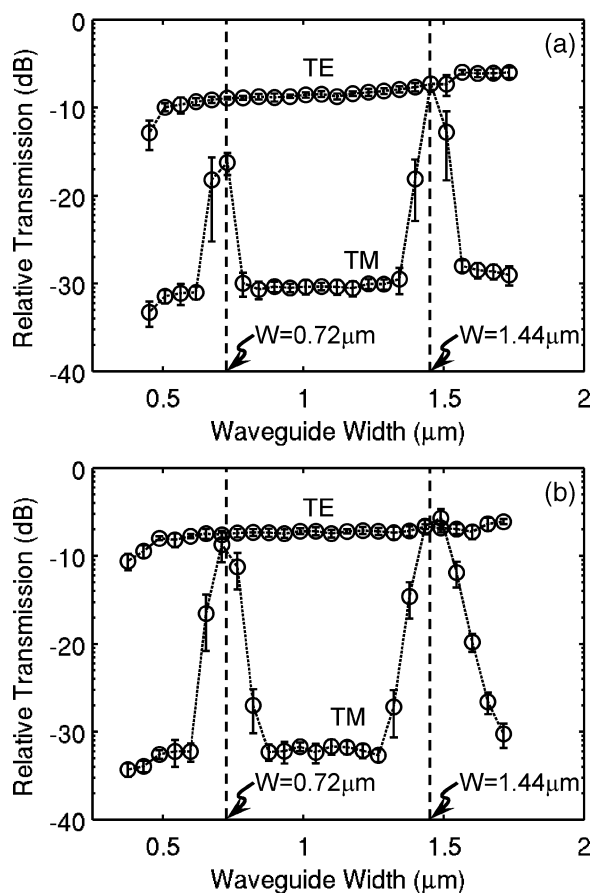 0
(a)
TE
-10
Relative Transmission (dB)
-20
TM
-30
W=0.72μm
W=1.44μm
-40
0.5
1
1.5
2
Waveguide Width (μm)
0
(b)
TE
-10
Relative Transmission (dB)
-20
TM
-30
W=0.72μm
W=1.44μm
-40
0.5
1
1.5
2
Waveguide Width (μm)